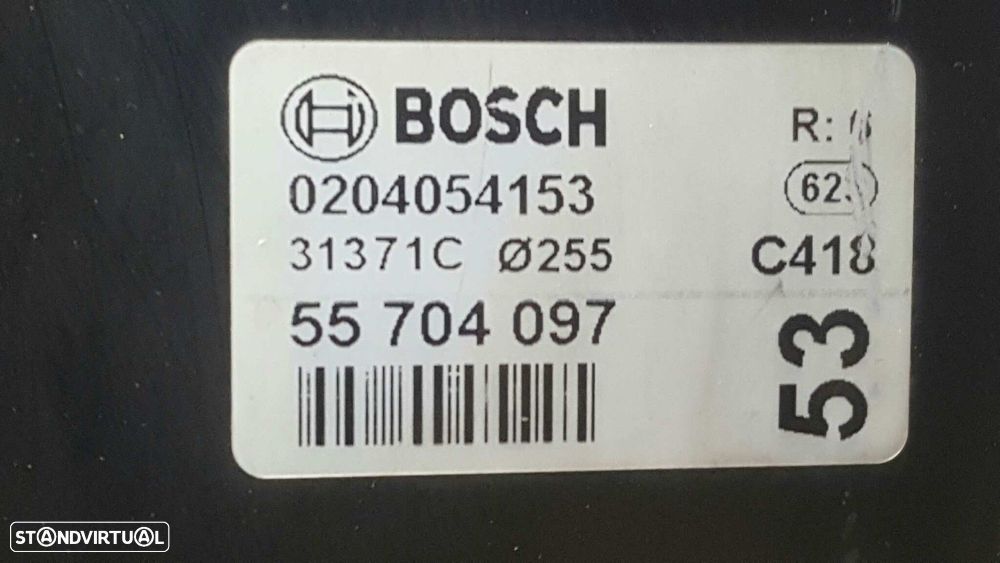 BOSCH
0204054153
31371C Ø255
55 704 097
R:
C418
53
STANDVIRTUAL